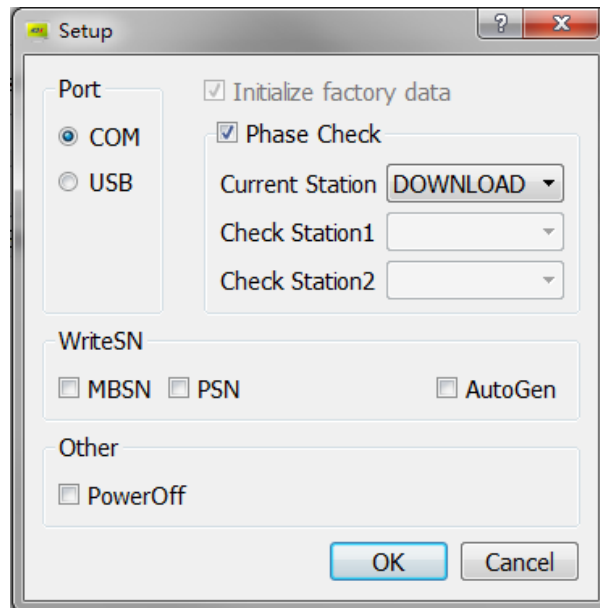 Setup
Port
COM
USB
Initialize factory data
Phase Check
Current Station DOWNLOAD
Check Station1
Check Station2
WriteSN
MBSN PSN AutoGen
Other
PowerOff
OK Cancel